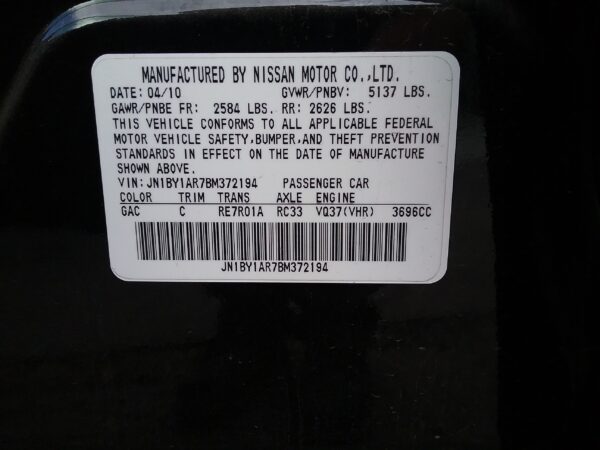 MANUFACTURED BY NISSAN MOTOR CO.,LTD.
DATE: 04/10 GVWR/PNBV: 5137 LBS.
GAWR/PNBE FR: 2584 LBS. RR: 2626 LBS.
THIS VEHICLE CONFORMS TO ALL APPLICABLE FEDERAL
MOTOR VEHICLE SAFETY,BUMPER,AND THEFT PREVENTION
STANDARDS IN EFFECT ON THE DATE OF MANUFACTURE
SHOWN ABOVE.
VIN: JN1BY1AR7BM372194 PASSENGER CAR
COLOR TRIM TRANS AXLE ENGINE
GAC C RE7R01A RC33 VQ37(VHR) 3696CC
JN1BY1AR7BM372194